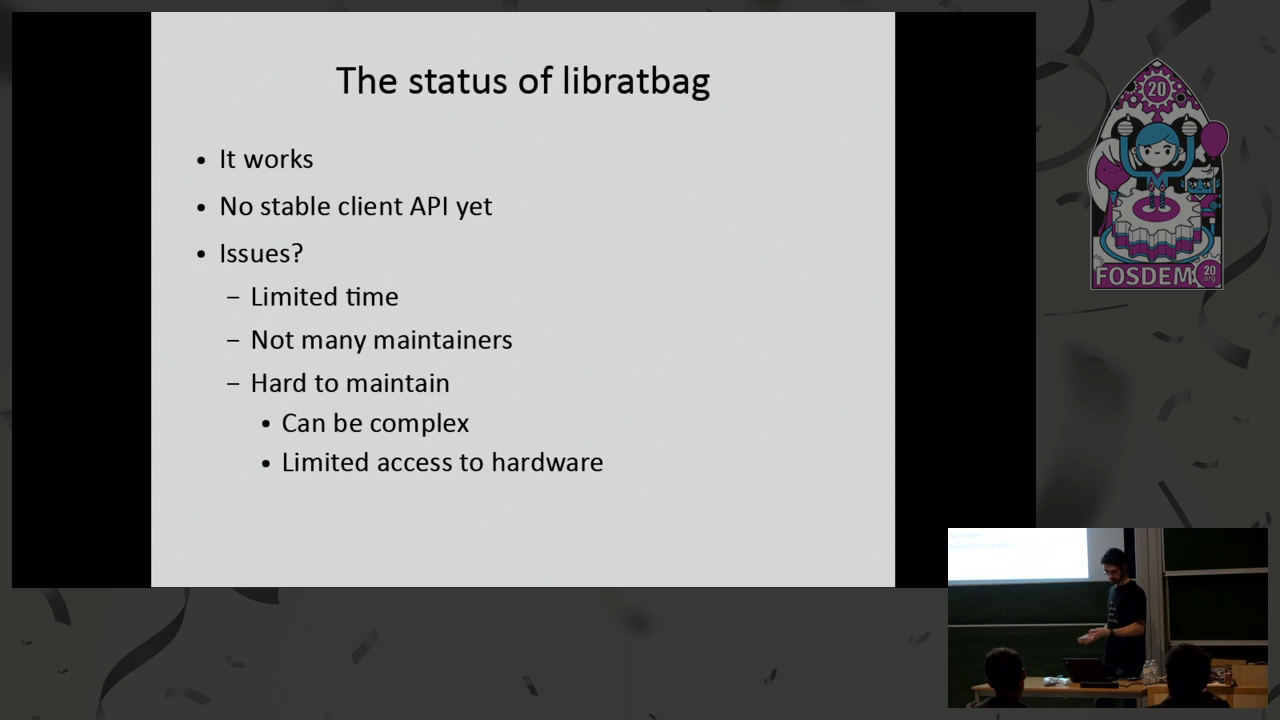 The status of libratbag
• It works
• No stable client API yet
• Issues?
– Limited time
– Not many maintainers
– Hard to maintain
• Can be complex
• Limited access to hardware
20
FOSDEM
20
.org